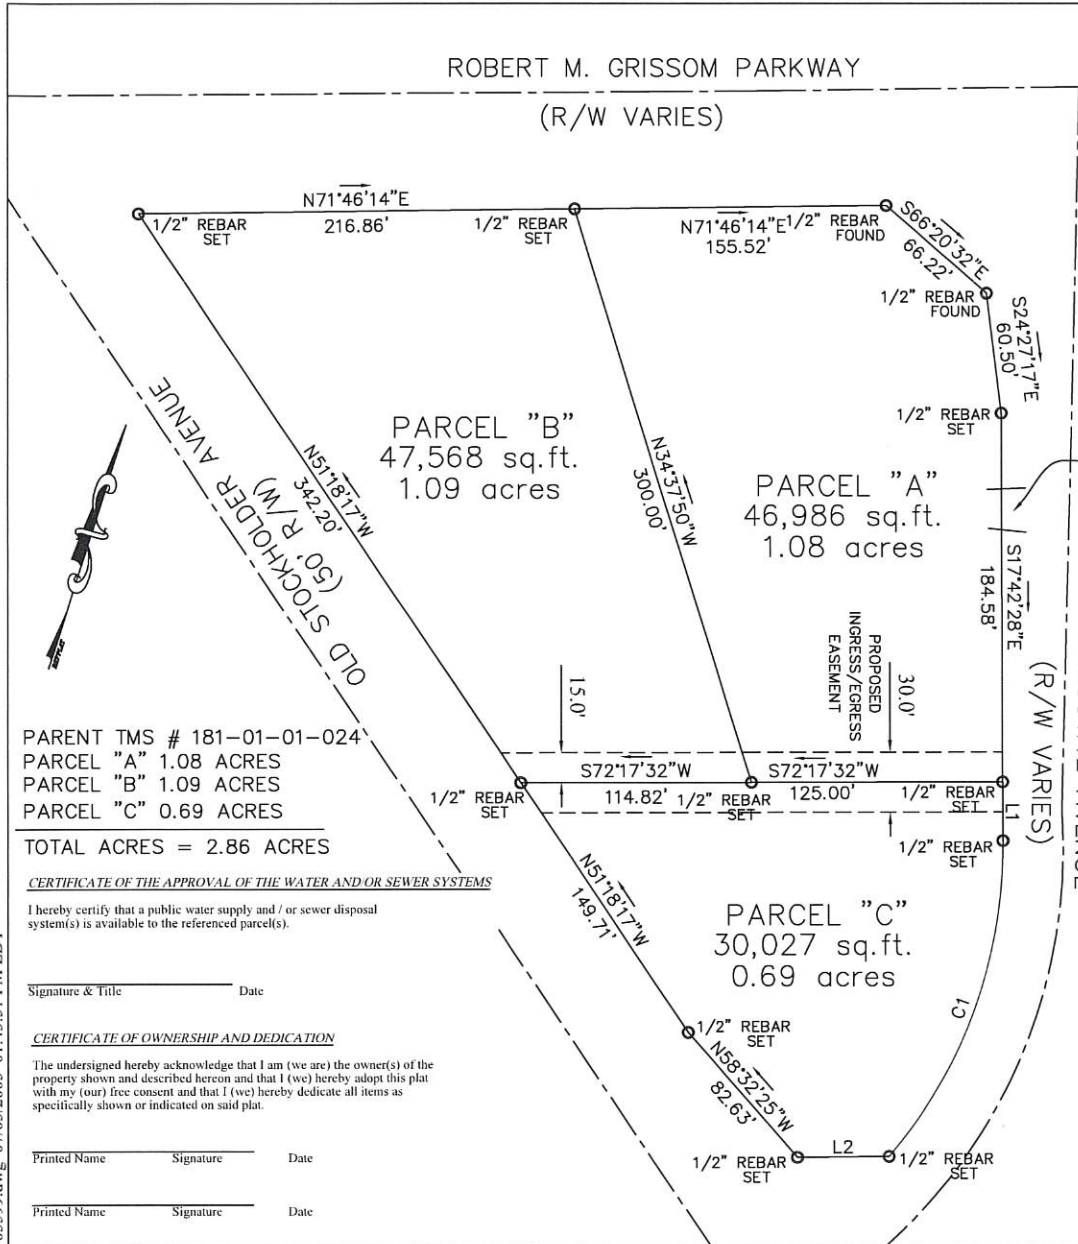 ROBERT M. GRISSOM PARKWAY
(R/W VARIES)
N71°46'14"E
216.86'
1/2" REBAR
SET
1/2" REBAR
SET
N71°46'14"E
155.52'
1/2" REBAR
FOUND
S66°20'32"E
66.22'
1/2" REBAR
FOUND
S24°27'17"E
60.50'
1/2" REBAR
SET
OLD STOCKHOLDER AVENUE
(50' R/W)
N51°18'17"W
342.20'
PARCEL "B"
47,568 sq.ft.
1.09 acres
N34°37'50"W
300.00'
PARCEL "A"
46,986 sq.ft.
1.08 acres
S17°42'28"E
184.58'
(R/W VARIES)
AVENUE
PROPOSED
INGRESS/EGRESS
EASEMENT
30.0'
15.0'
PARENT TMS # 181-01-01-024
PARCEL "A" 1.08 ACRES
PARCEL "B" 1.09 ACRES
PARCEL "C" 0.69 ACRES
TOTAL ACRES = 2.86 ACRES
S72°17'32"W
114.82'
S72°17'32"W
125.00'
1/2" REBAR
SET
1/2" REBAR
SET
1/2" REBAR
SET
L1
1/2" REBAR
SET
CERTIFICATE OF THE APPROVAL OF THE WATER AND/OR SEWER SYSTEMS
I hereby certify that a public water supply and / or sewer disposal
system(s) is available to the referenced parcel(s).
Signature & Title Date
N51°18'17"W
149.71'
PARCEL "C"
30,027 sq.ft.
0.69 acres
C1
1/2" REBAR
SET
N58°32'25"W
82.63'
CERTIFICATE OF OWNERSHIP AND DEDICATION
The undersigned hereby acknowledge that I am (we are) the owner(s) of the
property shown and described hereon and that I (we) hereby adopt this plat
with my (our) free consent and that I (we) hereby dedicate all items as
specifically shown or indicated on said plat.
Printed Name Signature Date
Printed Name Signature Date
1/2" REBAR
SET
L2
1/2" REBAR
SET